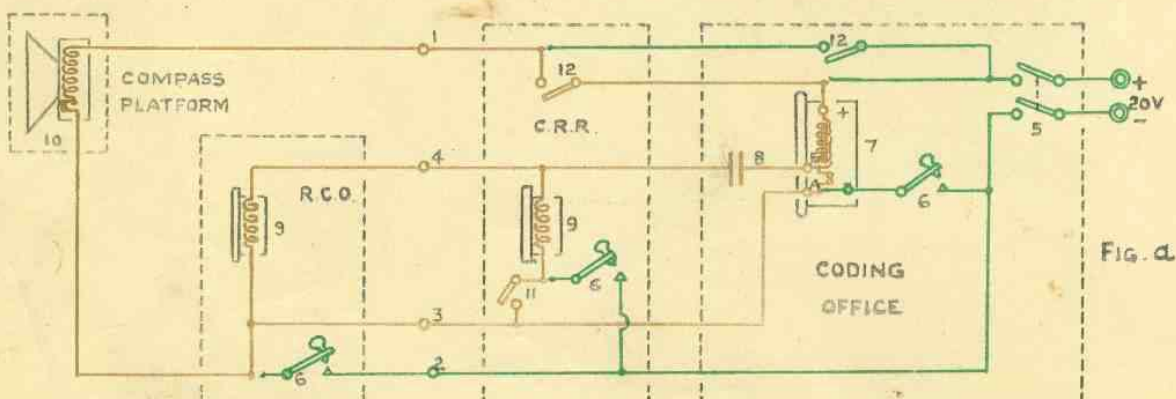 COMPASS
PLATFORM
10
1
12
12
C.R.R.
+
20V
-
5
4
8
+
7
R.C.O.
9
9
A
6
11
6
CODING
OFFICE
FIG. a
3
6
2